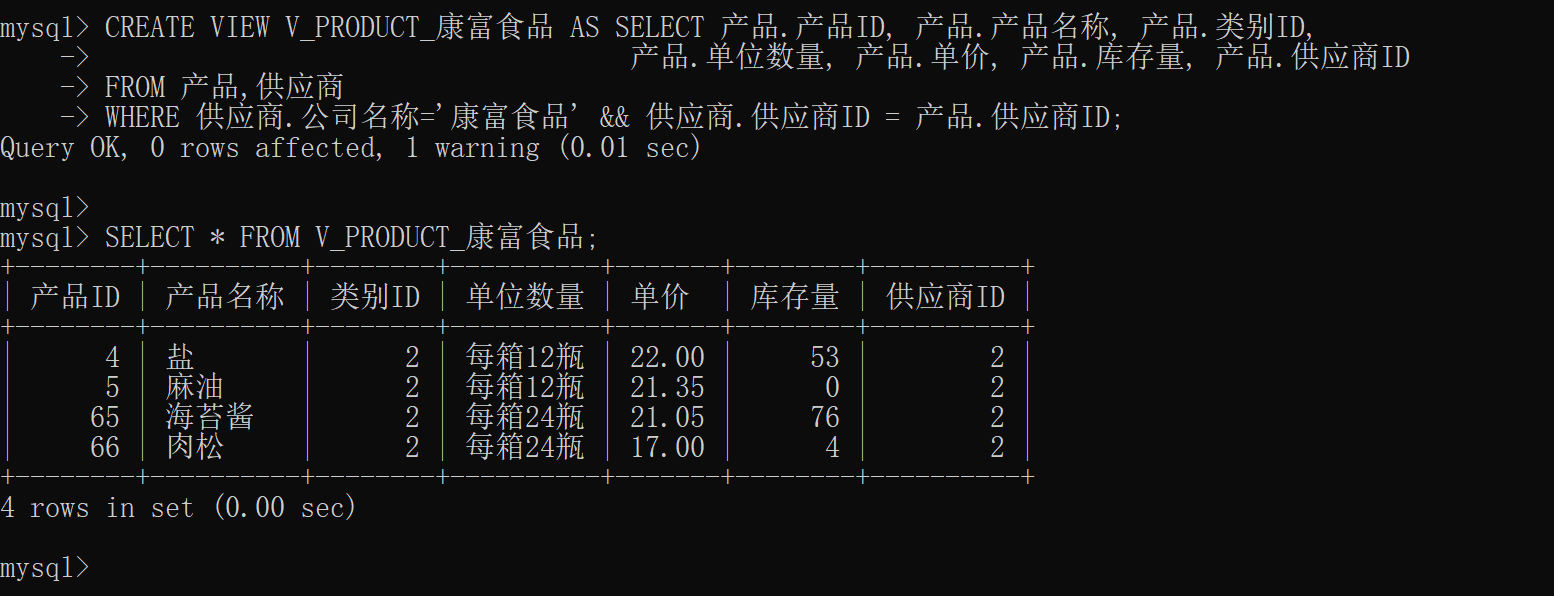 mysql> CREATE VIEW V_PRODUCT_康富食品 AS SELECT 产品.产品ID, 产品.产品名称, 产品.类别ID,
    ->                                    产品.单位数量, 产品.单价, 产品.库存量, 产品.供应商ID
    -> FROM 产品,供应商
    -> WHERE 供应商.公司名称='康富食品' && 供应商.供应商ID = 产品.供应商ID;
Query OK, 0 rows affected, 1 warning (0.01 sec)
mysql>
mysql> SELECT * FROM V_PRODUCT_康富食品;
+--------+----------+--------+----------+-------+--------+----------+
| 产品ID | 产品名称 | 类别ID | 单位数量 | 单价  | 库存量 | 供应商ID |
+--------+----------+--------+----------+-------+--------+----------+
|      4 | 盐       |      2 | 每箱12瓶 | 22.00 |     53 |        2 |
|      5 | 麻油     |      2 | 每箱12瓶 | 21.35 |      0 |        2 |
|     65 | 海苔酱   |      2 | 每箱24瓶 | 21.05 |     76 |        2 |
|     66 | 肉松     |      2 | 每箱24瓶 | 17.00 |      4 |        2 |
+--------+----------+--------+----------+-------+--------+----------+
4 rows in set (0.00 sec)
mysql>